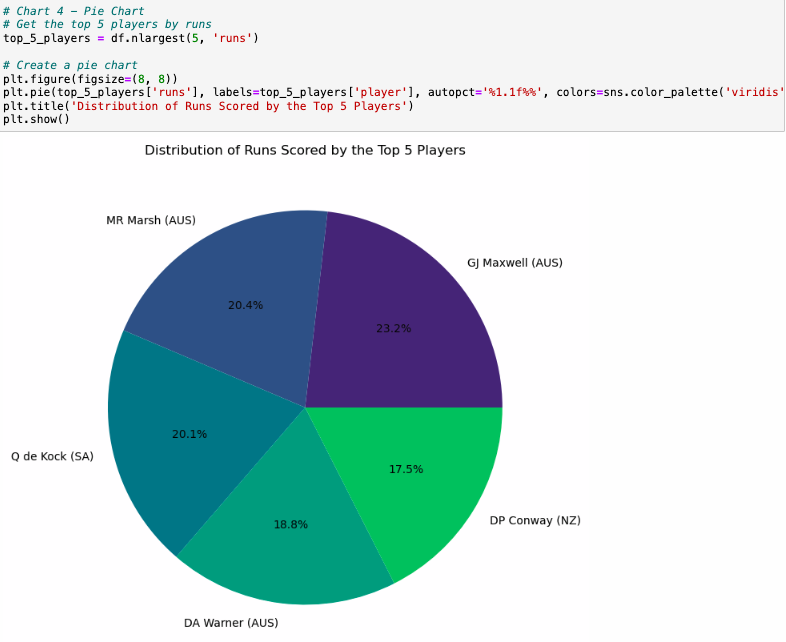 # Chart 4 – Pie Chart
# Get the top 5 players by runs
top_5_players = df.nlargest(5, 'runs')
# Create a pie chart
plt.figure(figsize=(8, 8))
plt.pie(top_5_players['runs'], labels=top_5_players['player'], autopct='%1.1f%%', colors=sns.color_palette('viridis'
plt.title('Distribution of Runs Scored by the Top 5 Players')
plt.show()
Distribution of Runs Scored by the Top 5 Players
MR Marsh (AUS)
GJ Maxwell (AUS)
20.4%
23.2%
20.1%
Q de Kock (SA)
17.5%
18.8%
DP Conway (NZ)
DA Warner (AUS)